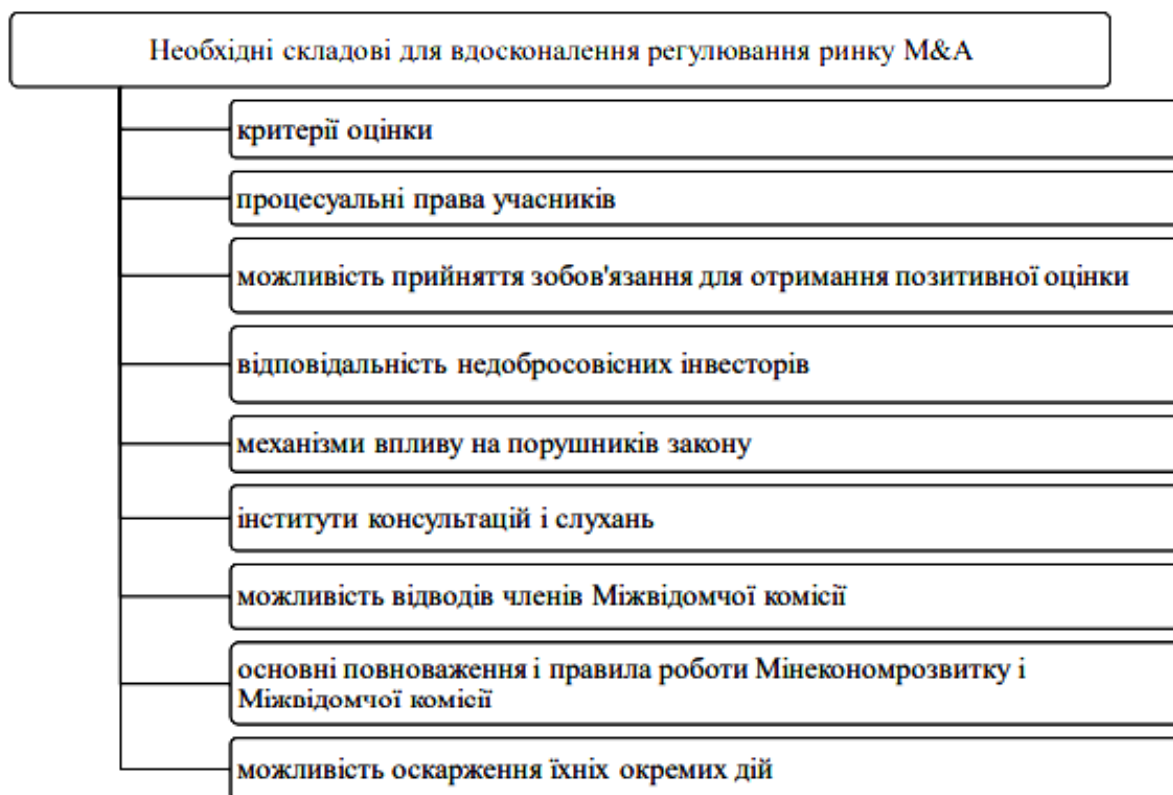 Необхідні складові для вдосконалення регулювання ринку M&A
критерії оцінки
процесуальні права учасників
можливість прийняття зобов'язання для отримання позитивної оцінки
відповідальність недобросовісних інвесторів
механізми впливу на порушників закону
інститути консультацій і слухань
можливість відводів членів Міжвідомчої комісії
основні повноваження і правила роботи Мінекономрозвитку і
Міжвідомчої комісії
можливість оскарження їхніх окремих дій